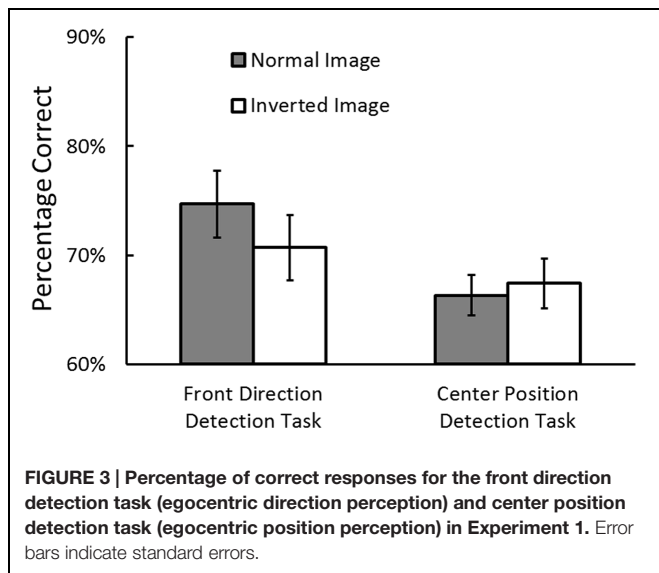 90%
80%
70%
60%
Percentage Correct
Normal Image
Inverted Image
Front Direction
Detection Task
Center Position
Detection Task
FIGURE 3 | Percentage of correct responses for the front direction
detection task (egocentric direction perception) and center position
detection task (egocentric position perception) in Experiment 1. Error
bars indicate standard errors.